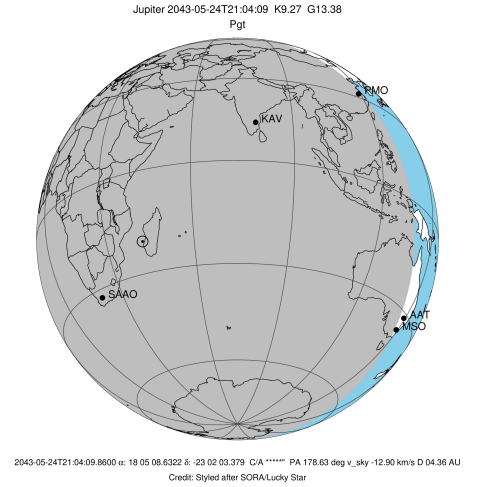 Jupiter 2043-05-24T21:04:09 K9.27 G13.38
Pgt
PMO
KAV
SAAO
AAT
MSO
2043-05-24T21:04:09.8600 α: 18 05 08.6322 δ: -23 02 03.379 C/A *****" PA 178.63 deg v_sky -12.90 km/s D 04.36 AU
Credit: Styled after SORA/Lucky Star